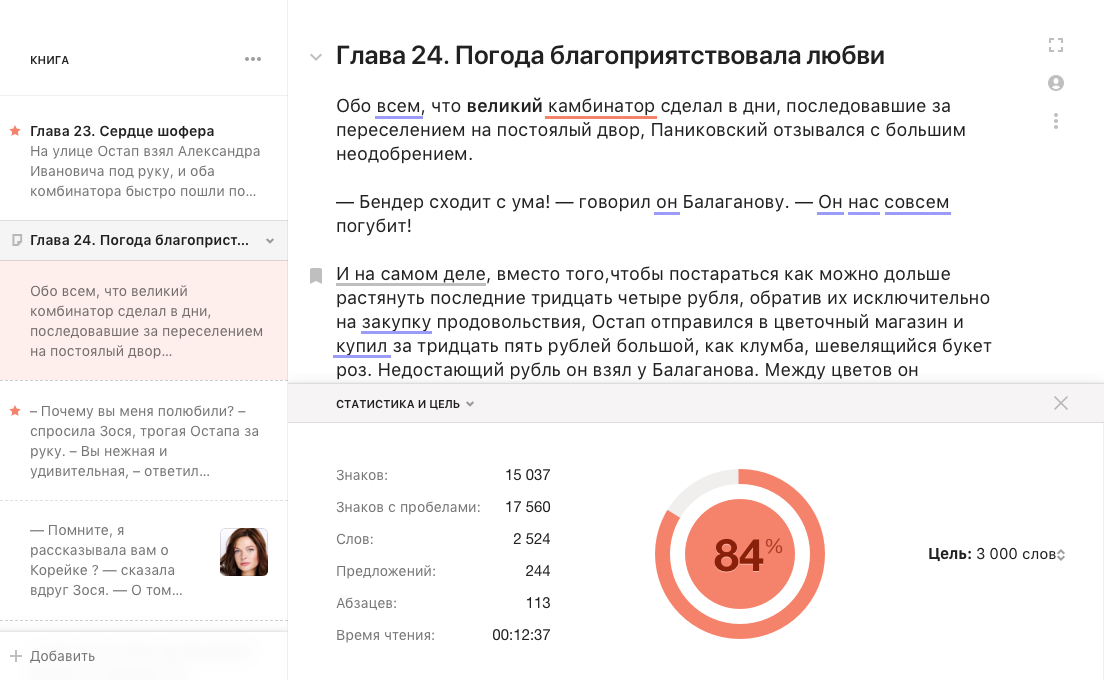 КНИГА
Глава 23. Сердце шофера
На улице Остап взял Александра
Ивановича под руку, и оба
комбинатора быстро пошли по…
Глава 24. Погода благоприст…
Обо всем, что великий
комбинатор сделал в дни,
последовавшие за переселением
на постоялый двор…
– Почему вы меня полюбили? –
спросила Зося, трогая Остапа за
руку. – Вы нежная и
удивительная, – ответил…
— Помните, я
рассказывала вам о
Корейке ? — сказала
вдруг Зося. — О том…
Добавить
Глава 24. Погода благоприятствовала любви
Обо всем, что великий камбинатор сделал в дни, последовавшие за
переселением на постоялый двор, Паниковский отзывался с большим
неодобрением.
— Бендер сходит с ума! — говорил он Балаганову. — Он нас совсем
погубит!
И на самом деле, вместо того,чтобы постараться как можно дольше
растянуть последние тридцать четыре рубля, обратив их исключительно
на закупку продовольствия, Остап отправился в цветочный магазин и
купил за тридцать пять рублей большой, как клумба, шевелящийся букет
роз. Недостающий рубль он взял у Балаганова. Между цветов он
СТАТИСТИКА И ЦЕЛЬ
Знаков: 15 037
Знаков с пробелами: 17 560
Слов: 2 524
Предложений: 244
Абзацев: 113
Время чтения: 00:12:37
84%
Цель: 3 000 слов